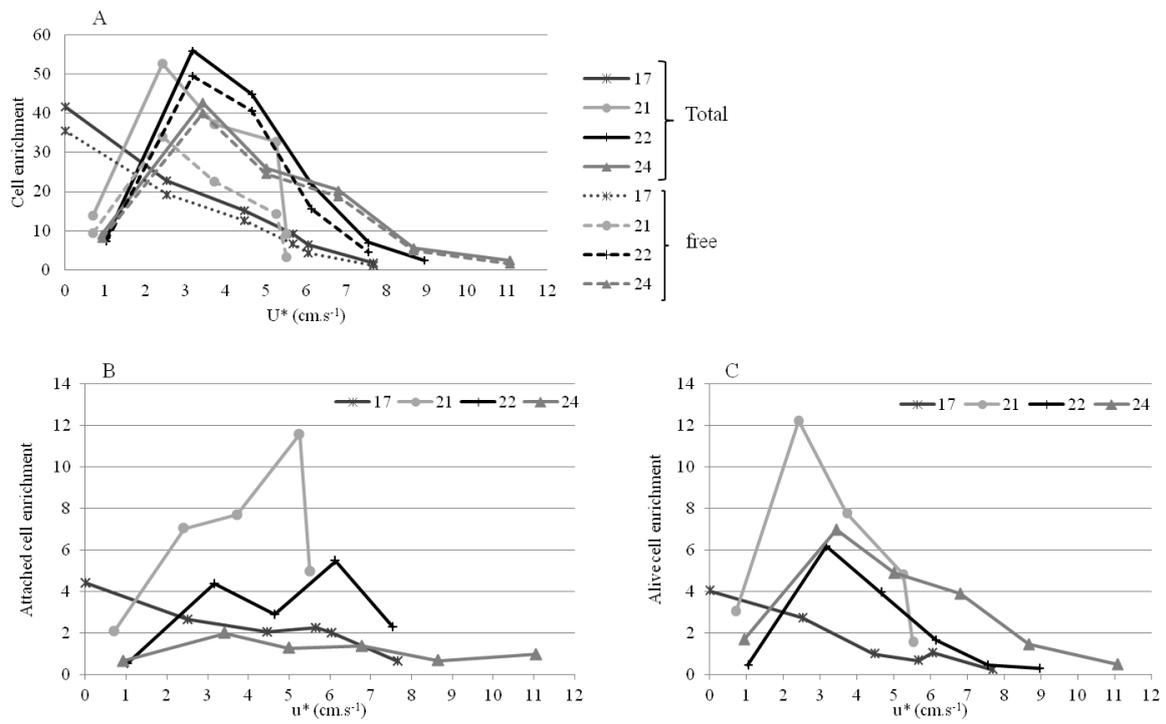 A
60
50
40
30
20
10
0
Cell enrichment
0 1 2 3 4 5 6 7 8 9 10 11 12
U* (cm.s-1)
17
21
22
24
Total
17
21
22
24
free
B
14
12
10
8
6
4
2
0
Attached cell enrichment
17 21 22 24
0 1 2 3 4 5 6 7 8 9 10 11 12
u* (cm.s-1)
C
14
12
10
8
6
4
2
0
Alive cell enrichment
17 21 22 24
0 1 2 3 4 5 6 7 8 9 10 11 12
u* (cm.s-1)